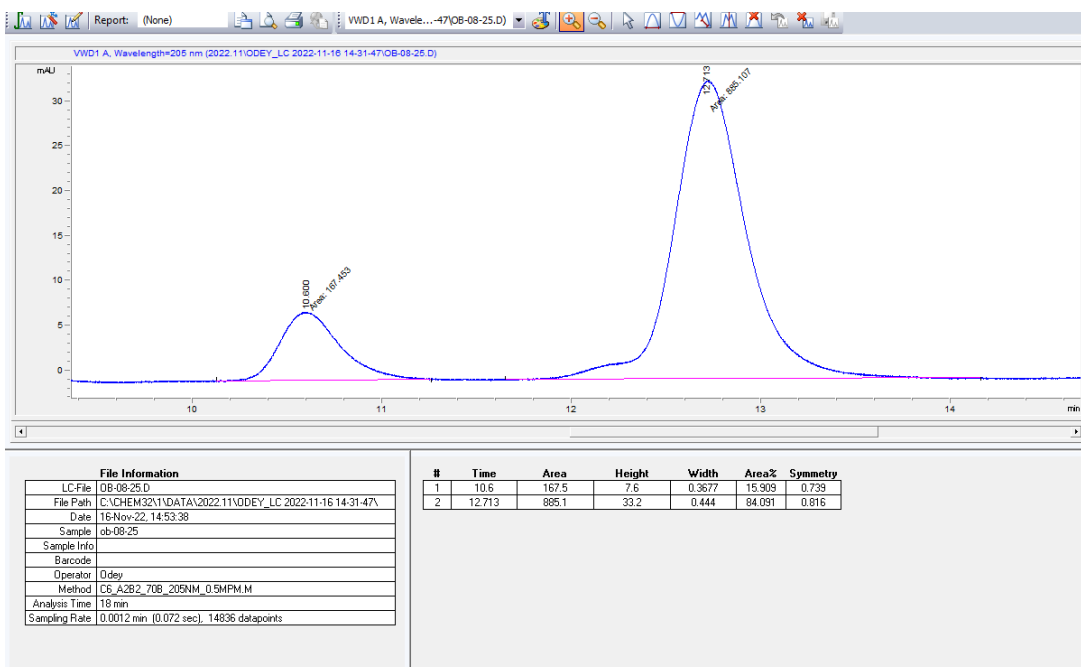 Report: (None) VWD1 A, Wavele...-47\OB-08-25.D)
VWD1 A, Wavelength=205 nm (2022.11\ODEY_LC 2022-11-16 14-31-47\OB-08-25.D)
mAU
30
25
20
15
10
5
0
10.600
Area: 167.453
12.713
Area: 885.107
10 11 12 13 14 min
File Information
LC-File OB-08-25.D
File Path C:\CHEM32\1\DATA\2022.11\ODEY_LC 2022-11-16 14-31-47\
Date 16-Nov-22, 14:53:38
Sample ob-08-25
Sample Info
Barcode
Operator Odey
Method C6_A2B2_70B_205NM_0.5MPM.M
Analysis Time 18 min
Sampling Rate 0.0012 min (0.072 sec), 14836 datapoints
# Time Area Height Width Area% Symmetry
1 10.6 167.5 7.6 0.3677 15.909 0.739
2 12.713 885.1 33.2 0.444 84.091 0.816